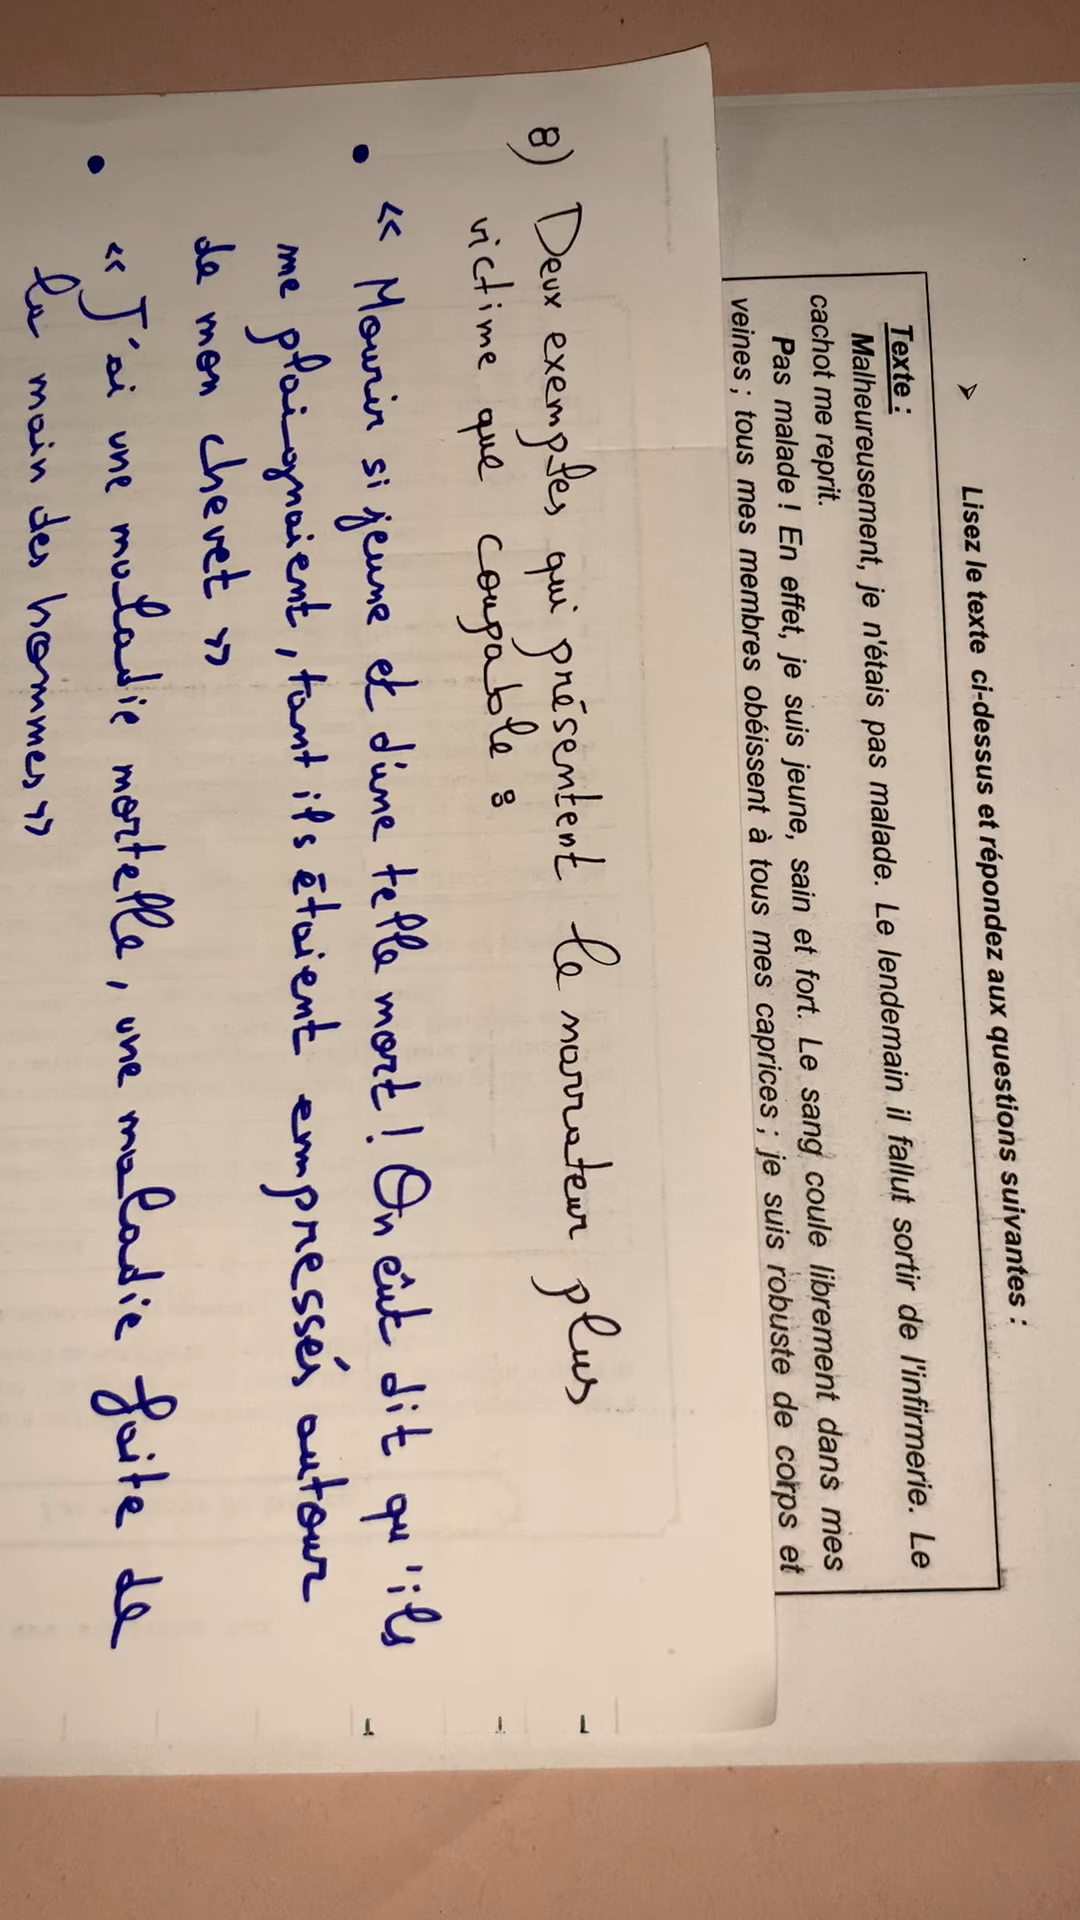 ➢ Lisez le texte ci-dessus et répondez aux questions suivantes :
Texte :
Malheureusement, je n'étais pas malade. Le lendemain il fallut sortir de l'infirmerie. Le
cachot me reprit.
Pas malade ! En effet, je suis jeune, sain et fort. Le sang coule librement dans mes
veines ; tous mes membres obéissent à tous mes caprices ; je suis robuste de corps et
8) Deux exemples qui présentent le narrateur plus
victime que coupable :
• « Mourir si jeune et d'une telle mort ! On eût dit qu'ils
me plaignaient, tant ils étaient empressés autour
de mon chevet »
• « J'ai une maladie mortelle, une maladie faite de
la main des hommes »